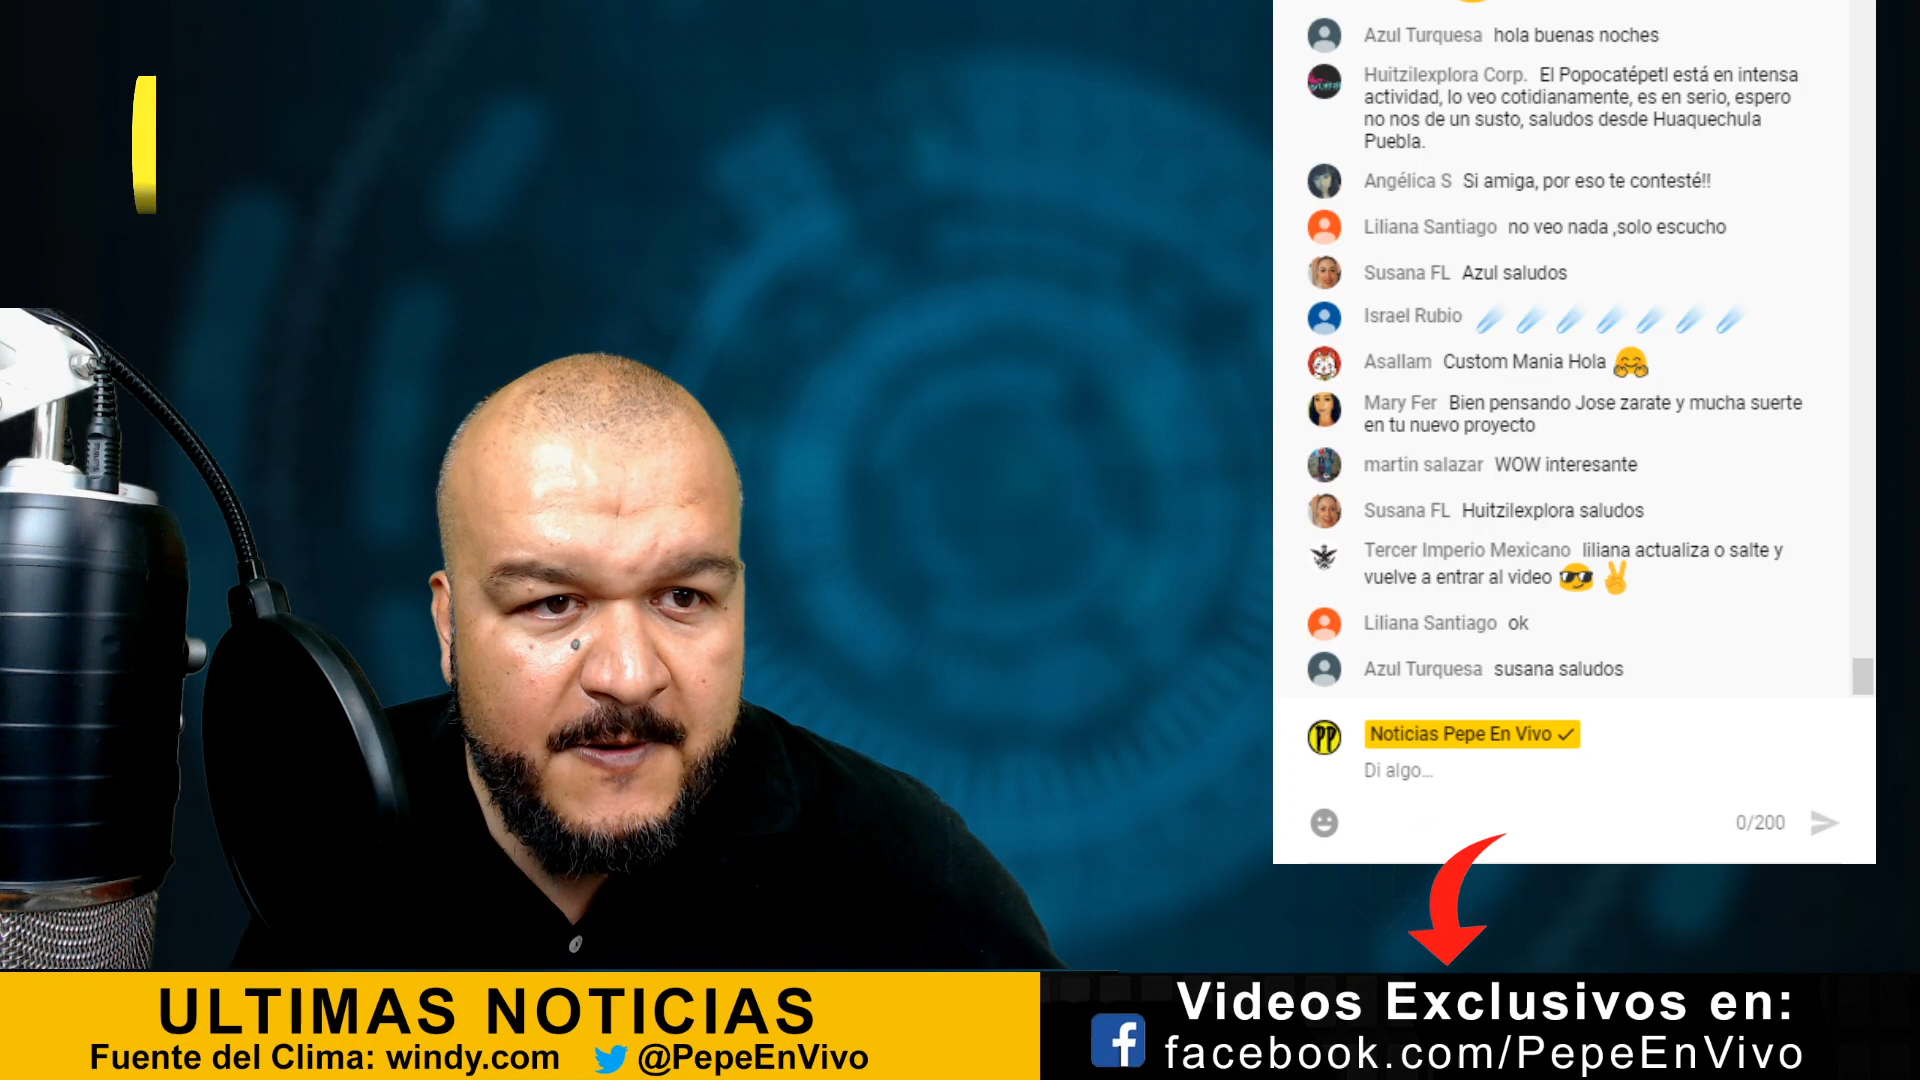 Azul Turquesa hola buenas noches
Huitzilexplora Corp. El Popocatépetl está en intensa
actividad, lo veo cotidianamente, es en serio, espero
no nos de un susto, saludos desde Huaquechula
Puebla.
Angélica S Si amiga, por eso te contesté!!
Liliana Santiago no veo nada ,solo escucho
Susana FL Azul saludos
Israel Rubio
Asallam Custom Mania Hola
Mary Fer Bien pensando Jose zarate y mucha suerte
en tu nuevo proyecto
martin salazar WOW interesante
Susana FL Huitzilexplora saludos
Tercer Imperio Mexicano liliana actualiza o salte y
vuelve a entrar al video
Liliana Santiago ok
Azul Turquesa susana saludos
PP Noticias Pepe En Vivo
Di algo...
0/200
ULTIMAS NOTICIAS
Fuente del Clima: windy.com @PepeEnVivo
Videos Exclusivos en:
facebook.com/PepeEnVivo